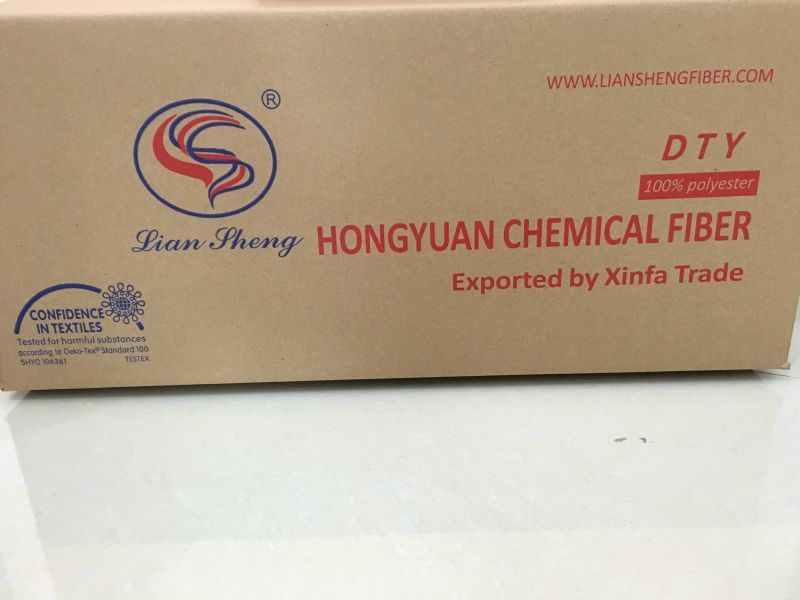 WWW.LIANSHENGFIBER.COM
®
DTY
100% polyester
Lian Sheng
HONGYUAN CHEMICAL FIBER
Exported by Xinfa Trade
CONFIDENCE
IN TEXTILES
Tested for harmful substances
according to Oeko-Tex® Standard 100
SHYO 106361 TESTEX